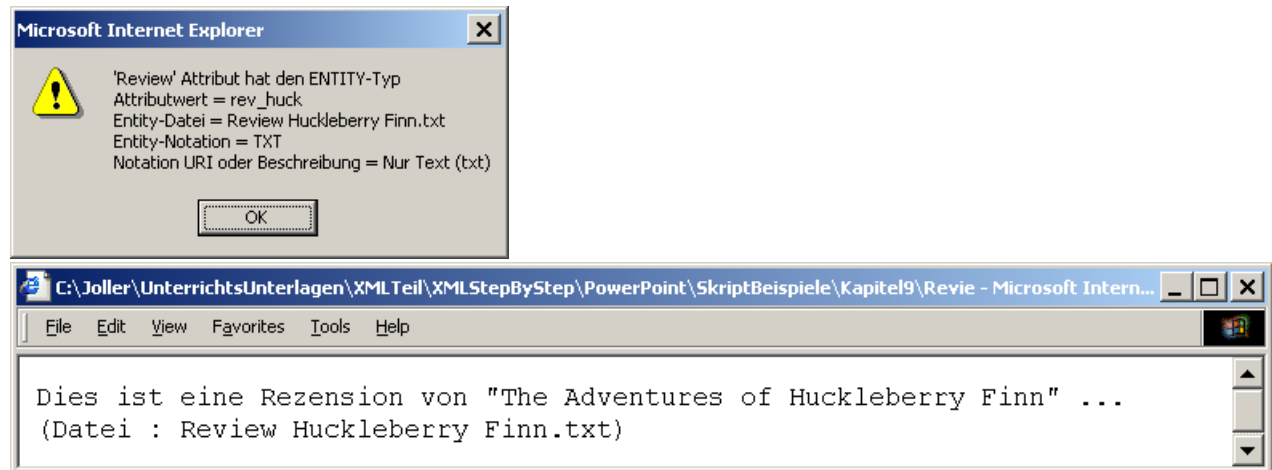 Microsoft Internet Explorer
'Review' Attribut hat den ENTITY-Typ
Attributwert = rev_huck
Entity-Datei = Review Huckleberry Finn.txt
Entity-Notation = TXT
Notation URI oder Beschreibung = Nur Text (txt)
OK
C:\Joller\UnterrichtsUnterlagen\XMLTeil\XMLStepByStep\PowerPoint\SkriptBeispiele\Kapitel9\Revie - Microsoft Intern...
File Edit View Favorites Tools Help
Dies ist eine Rezension von "The Adventures of Huckleberry Finn" ...
(Datei : Review Huckleberry Finn.txt)